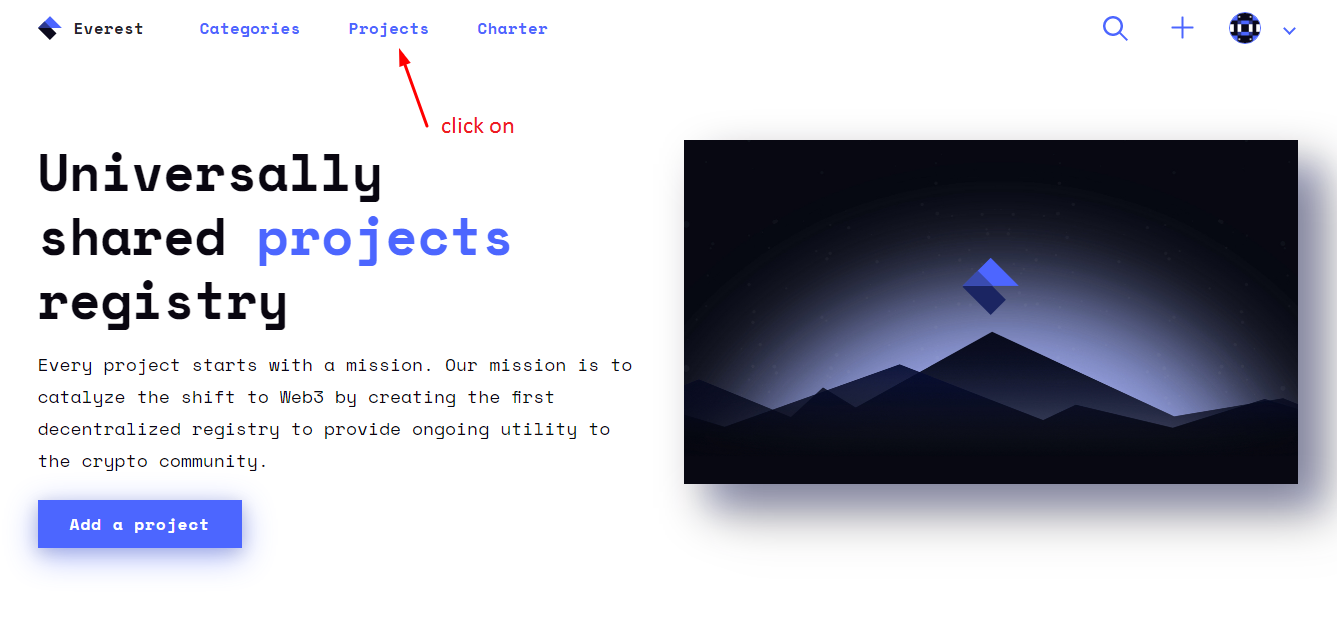 Everest Categories Projects Charter
click on
Universally
shared projects
registry
Every project starts with a mission. Our mission is to
catalyze the shift to Web3 by creating the first
decentralized registry to provide ongoing utility to
the crypto community.
Add a project